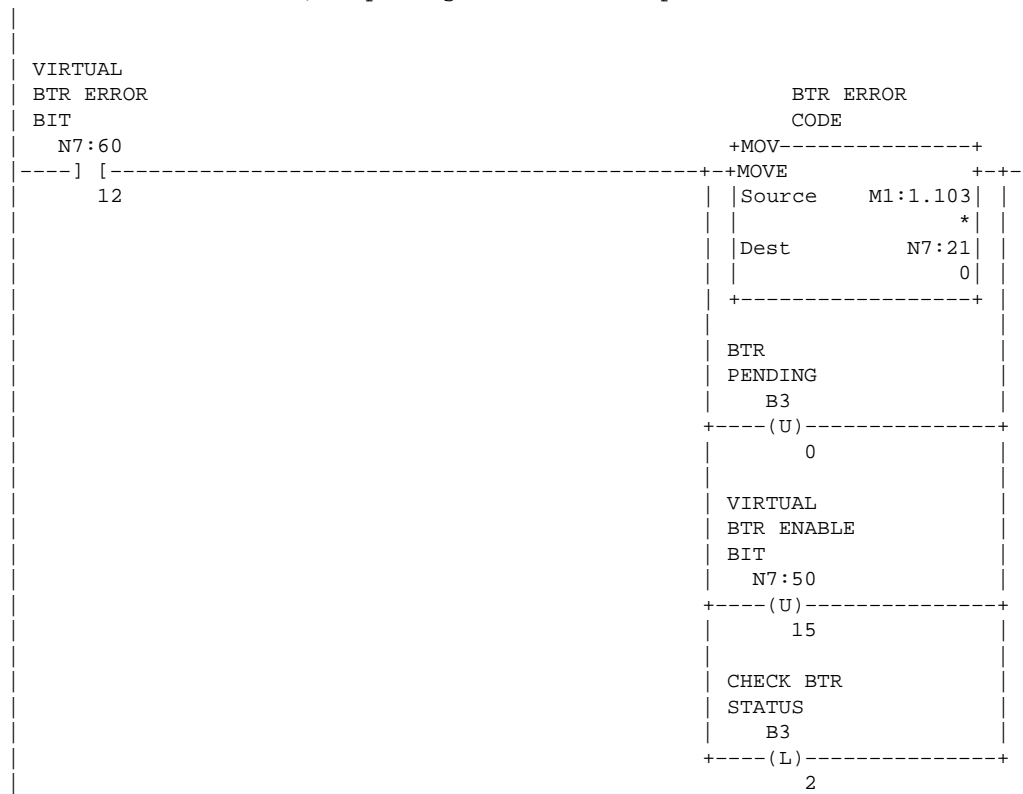 VIRTUAL
BTR ERROR BTR ERROR
BIT CODE
N7:60 +MOV---------------+
----] [-------------------------------------------+-+MOVE +-+-
12 Source M1:1.103
*
Dest N7:21
0
+------------------+
BTR
PENDING
B3
+----(U)---------------+
0
VIRTUAL
BTR ENABLE
BIT
N7:50
+----(U)---------------+
15
CHECK BTR
STATUS
B3
+----(L)---------------+
2